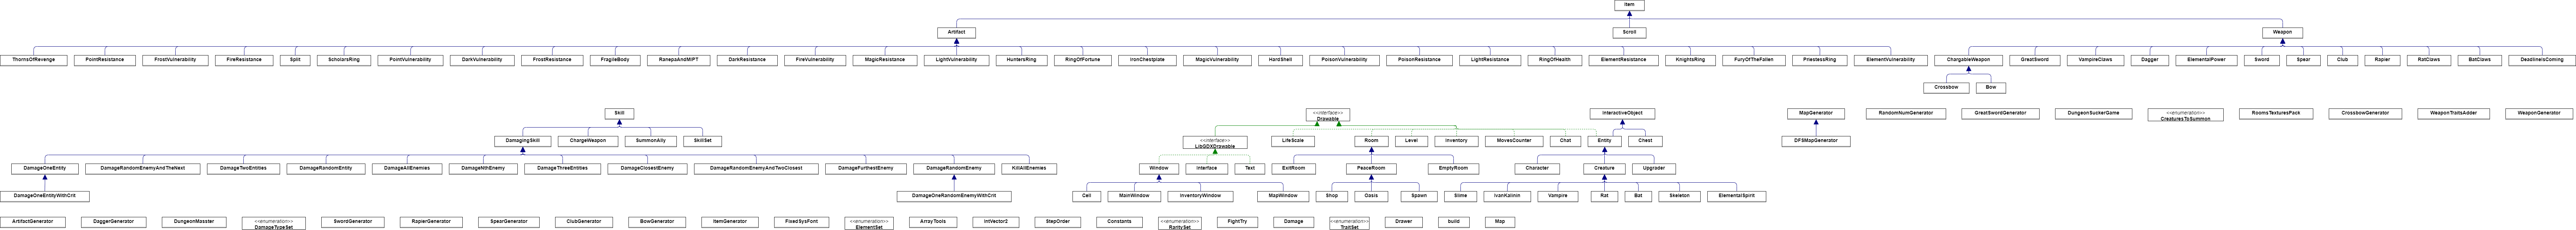 Item
Artifact
Scroll
Weapon
ThornsOfRevenge
PointResistance
FrostVulnerability
FireResistance
Split
ScholarsRing
PointVulnerability
DarkVulnerability
FrostResistance
FragileBody
RanepaAndMIPT
DarkResistance
FireVulnerability
MagicResistance
LightVulnerability
HuntersRing
RingOfFortune
IronChestplate
MagicVulnerability
HardShell
PoisonVulnerability
PoisonResistance
LightResistance
RingOfHealth
ElementResistance
KnightsRing
FuryOfTheFallen
PriestessRing
ElementVulnerability
ChargableWeapon
GreatSword
VampireClaws
Dagger
ElementalPower
Sword
Spear
Club
Rapier
RatClaws
BatClaws
DeadlineIsComing
Crossbow
Bow
Skill
<<interface>>
Drawable
InteractiveObject
MapGenerator
RandomNumGenerator
GreatSwordGenerator
DungeonSuckerGame
<<enumeration>>
CreaturesToSummon
RoomsTexturesPack
CrossbowGenerator
WeaponTraitsAdder
WeaponGenerator
DamagingSkill
ChargeWeapon
SummonAlly
SkillSet
<<interface>>
LibGDXDrawable
LifeScale
Room
Level
Inventory
MovesCounter
Chat
Entity
Chest
DFSMapGenerator
DamageOneEntity
DamageRandomEnemyAndTheNext
DamageTwoEntities
DamageRandomEntity
DamageAllEnemies
DamageNthEnemy
DamageThreeEntities
DamageClosestEnemy
DamageRandomEnemyAndTwoClosest
DamageFurthestEnemy
DamageRandomEnemy
KillAllEnemies
Window
Interface
Text
ExitRoom
PeaceRoom
EmptyRoom
Character
Creature
Upgrader
DamageOneEntityWithCrit
DamageOneRandomEnemyWithCrit
Cell
MainWindow
InventoryWindow
MapWindow
Shop
Oasis
Spawn
Slime
IvanKalinin
Vampire
Rat
Bat
Skeleton
ElementalSpirit
ArtifactGenerator
DaggerGenerator
DungeonMasster
<<enumeration>>
DamageTypeSet
SwordGenerator
RapierGenerator
SpearGenerator
ClubGenerator
BowGenerator
ItemGenerator
FixedSysFont
<<enumeration>>
ElementSet
ArrayTools
IntVector2
StepOrder
Constants
<<enumeration>>
RaritySet
FightTry
Damage
<<enumeration>>
TraitSet
Drawer
build
Map